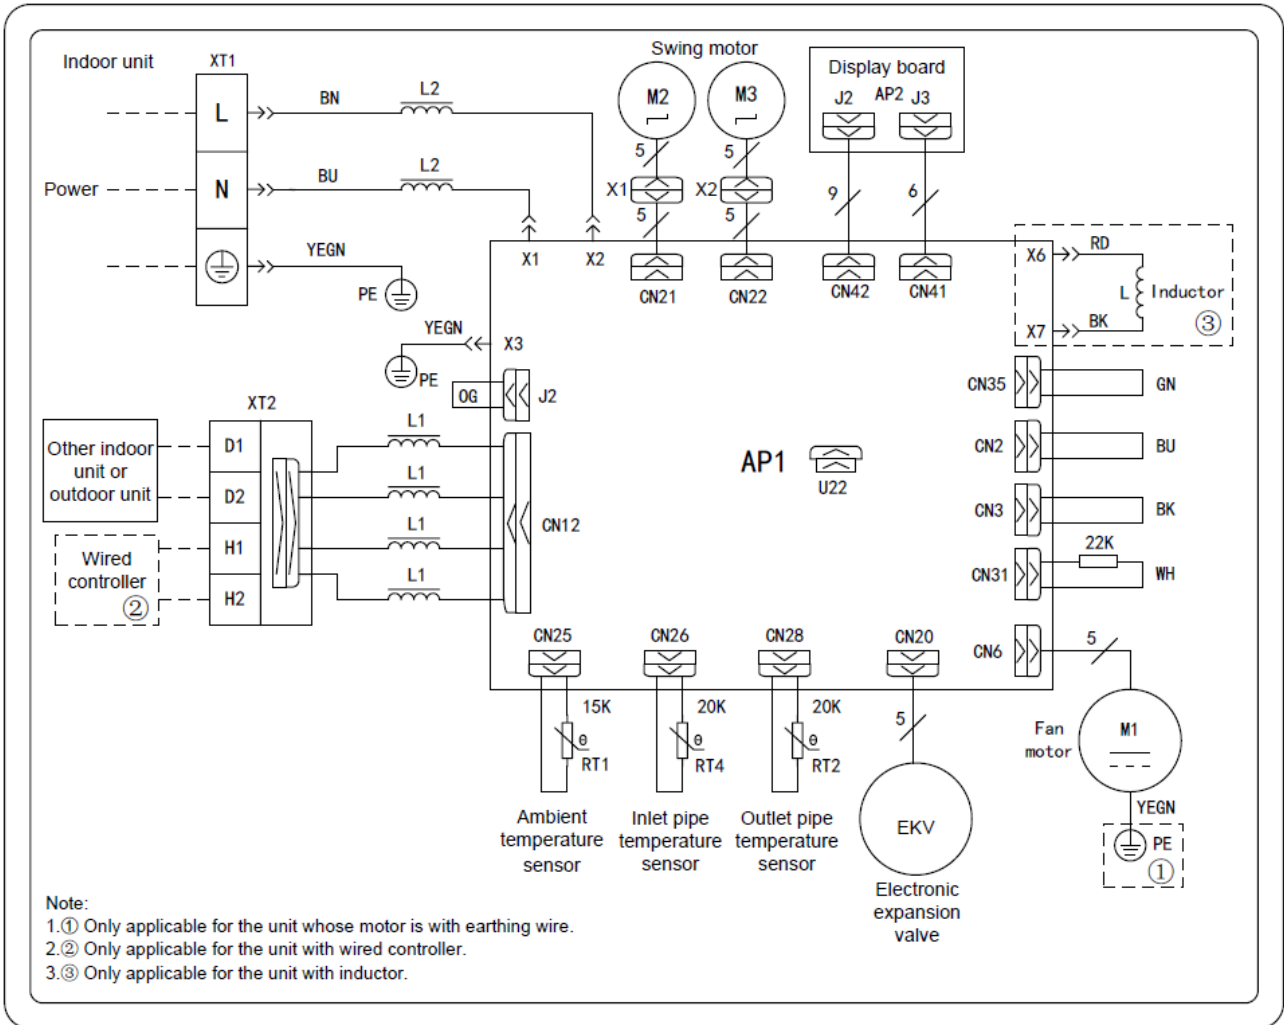 Indoor unit
XT1
L
BN
L2
Power
N
BU
L2
YEGN
PE
Swing motor
M2
M3
5
5
X1
X2
5
5
Display board
J2
AP2
J3
9
6
X1
X2
CN21
CN22
CN42
CN41
X6
RD
L
Inductor
③
X7
BK
YEGN
X3
PE
OG
J2
XT2
Other indoor
unit or
outdoor unit
D1
D2
H1
H2
Wired
controller
②
L1
L1
L1
L1
CN12
AP1
U22
CN35
GN
CN2
BU
CN3
BK
22K
CN31
WH
CN6
5
CN25
CN26
CN28
CN20
15K
θ
RT1
20K
θ
RT4
20K
θ
RT2
5
Ambient
temperature
sensor
Inlet pipe
temperature
sensor
Outlet pipe
temperature
sensor
EKV
Electronic
expansion
valve
Fan
motor
M1
YEGN
PE
①
Note:
1.① Only applicable for the unit whose motor is with earthing wire.
2.② Only applicable for the unit with wired controller.
3.③ Only applicable for the unit with inductor.